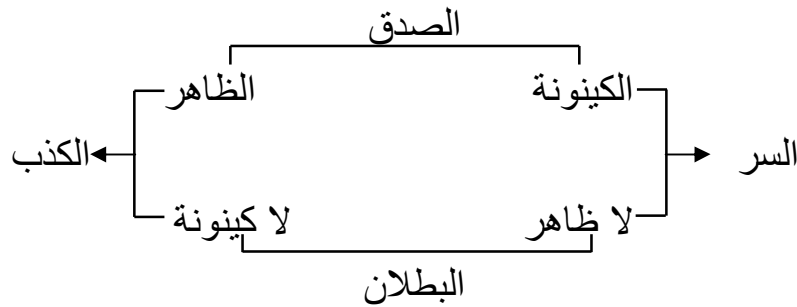 الصدق
الكينونة الظاهر
السر الكذب
لا ظاهر لا كينونة
البطلان